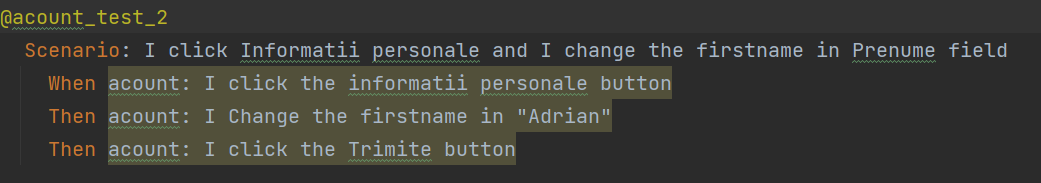 @acount_test_2
Scenario: I click Informatii personale and I change the firstname in Prenume field
When acount: I click the informatii personale button
Then acount: I Change the firstname in "Adrian"
Then acount: I click the Trimite button